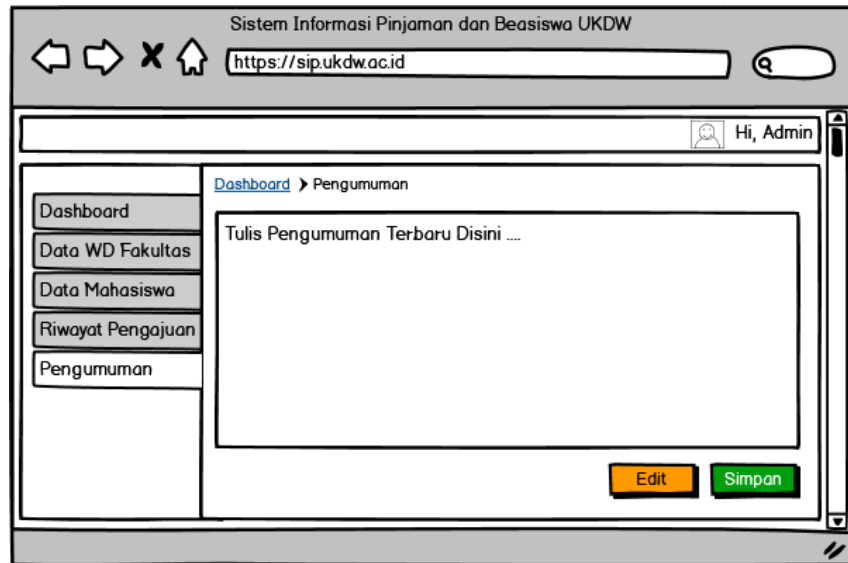 Sistem Informasi Pinjaman dan Beasiswa UKDW
https://sip.ukdw.ac.id
Hi, Admin
Dashboard > Pengumuman
Dashboard
Data WD Fakultas
Data Mahasiswa
Riwayat Pengajuan
Pengumuman
Tulis Pengumuman Terbaru Disini ....
Edit
Simpan